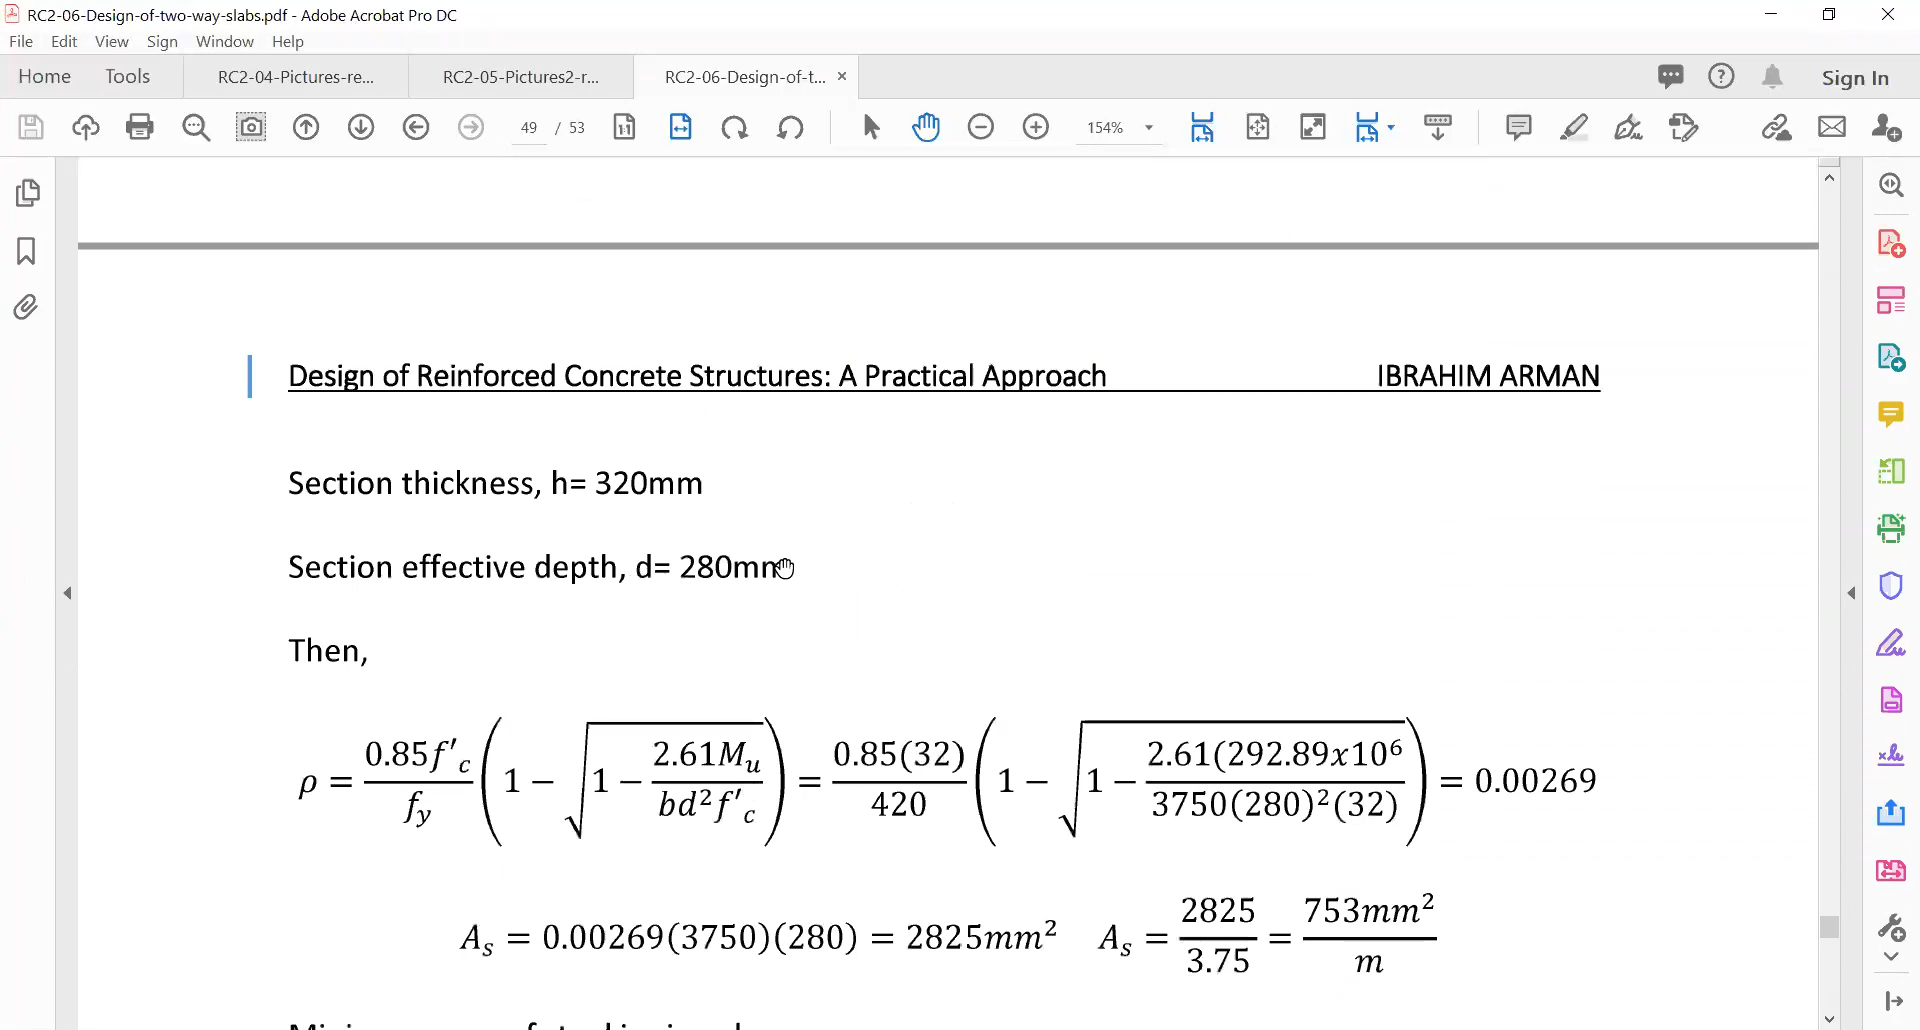 RC2-06-Design-of-two-way-slabs.pdf - Adobe Acrobat Pro DC
File Edit View Sign Window Help
Home Tools RC2-04-Pictures-re... RC2-05-Pictures2-r... RC2-06-Design-of-t... × Sign In
49 / 53 154%
Design of Reinforced Concrete Structures: A Practical Approach IBRAHIM ARMAN
Section thickness, h= 320mm
Section effective depth, d= 280mm
Then,
ρ = 0.85f'c / fy (1 − √(1 − 2.61Mu / bd²f'c)) = 0.85(32) / 420 (1 − √(1 − 2.61(292.89x10⁶ / 3750(280)²(32))) = 0.00269
As = 0.00269(3750)(280) = 2825mm² As = 2825 / 3.75 = 753mm² / m